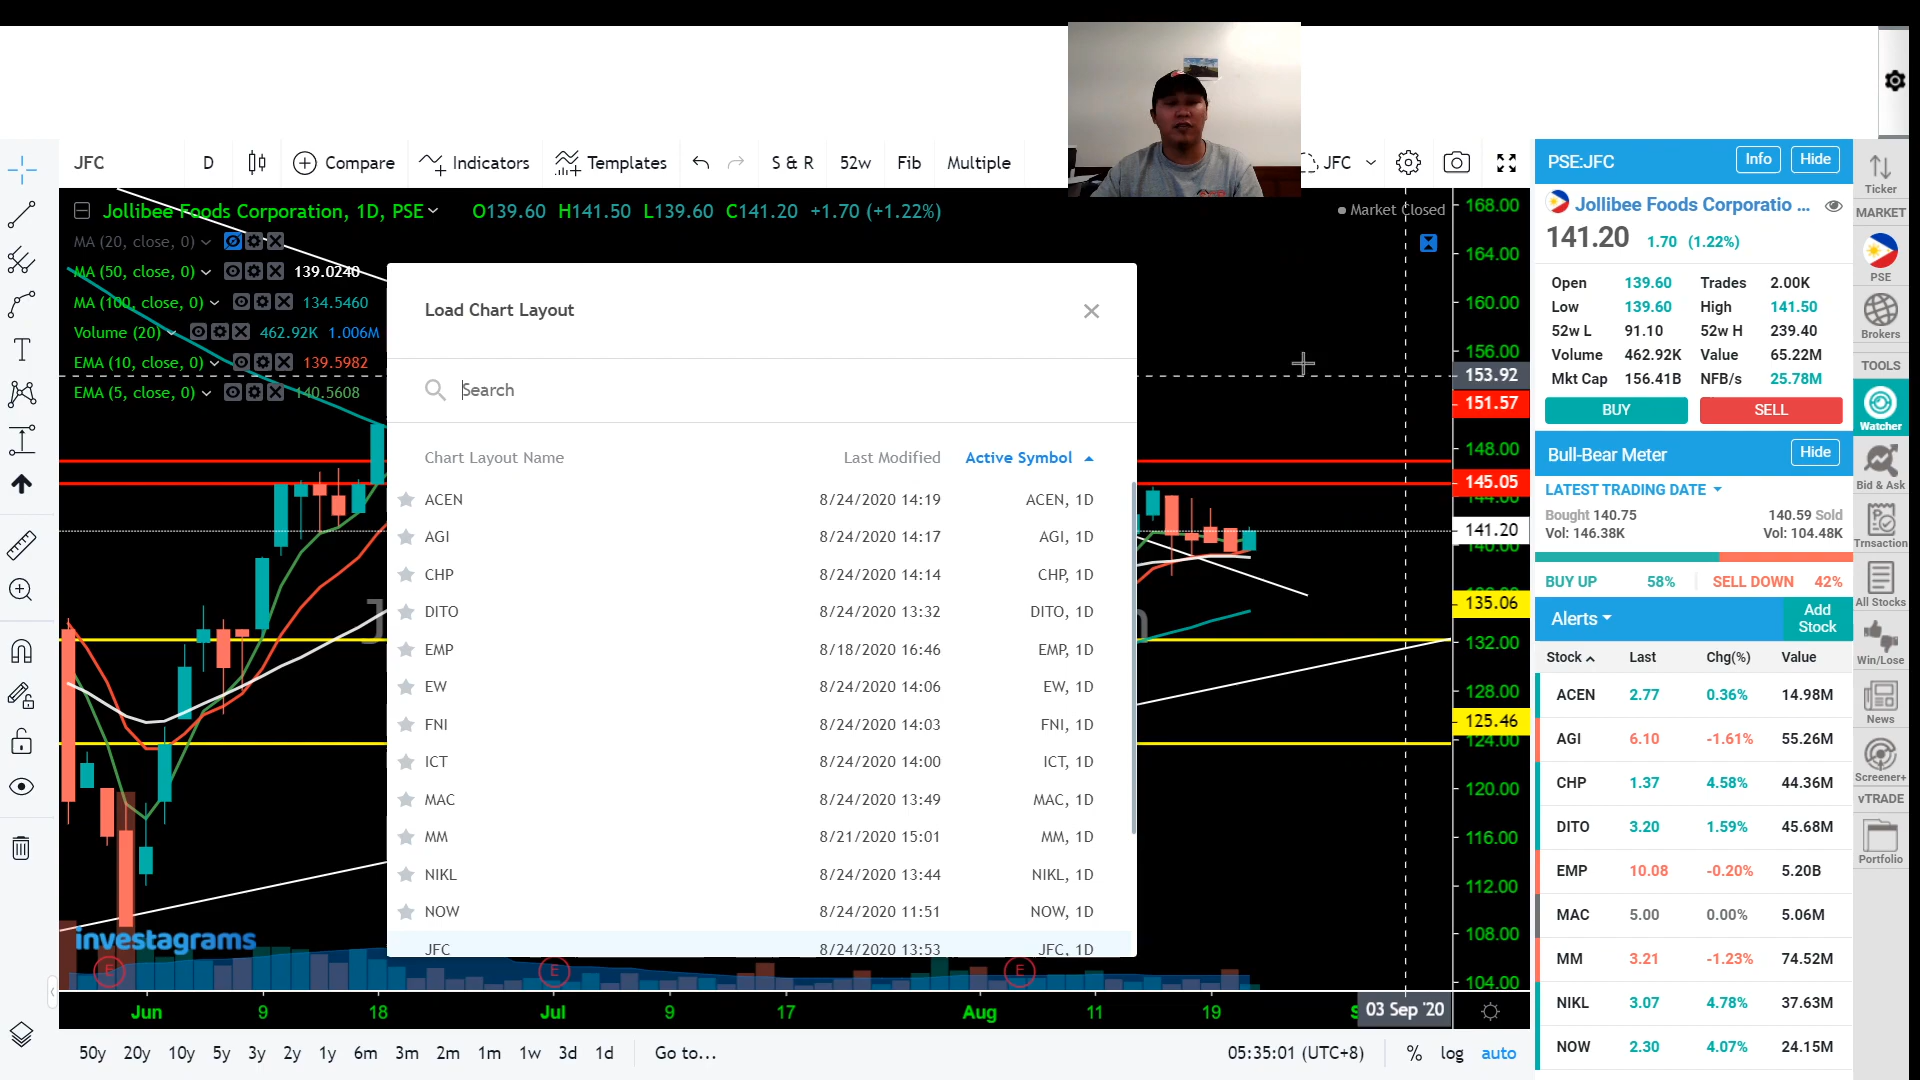 JFC
D
Compare
Indicators
Templates
S & R
52w
Fib
Multiple
JFC
Jollibee Foods Corporation, 1D, PSE
O139.60 H141.50 L139.60 C141.20 +1.70 (+1.22%)
Market Closed
MA (20, close, 0)
MA (50, close, 0) 139.0240
MA (100, close, 0) 134.5460
Volume (20) 462.92K 1.006M
EMA (10, close, 0) 139.5982
EMA (5, close, 0) 140.5608
Load Chart Layout
Search
Chart Layout Name Last Modified Active Symbol
ACEN 8/24/2020 14:19 ACEN, 1D
AGI 8/24/2020 14:17 AGI, 1D
CHP 8/24/2020 14:14 CHP, 1D
DITO 8/24/2020 13:32 DITO, 1D
EMP 8/18/2020 16:46 EMP, 1D
EW 8/24/2020 14:06 EW, 1D
FNI 8/24/2020 14:03 FNI, 1D
ICT 8/24/2020 14:00 ICT, 1D
MAC 8/24/2020 13:49 MAC, 1D
MM 8/21/2020 15:01 MM, 1D
NIKL 8/24/2020 13:44 NIKL, 1D
NOW 8/24/2020 11:51 NOW, 1D
JFC 8/24/2020 13:53 JFC, 1D
168.00
164.00
160.00
156.00
153.92
151.57
148.00
145.05
144.00
141.20
140.00
135.06
132.00
128.00
125.46
124.00
120.00
116.00
112.00
108.00
104.00
investagrams
E
E
E
Jun 9 18 Jul 9 17 Aug 11 19 03 Sep '20
50y 20y 10y 5y 3y 2y 1y 6m 3m 2m 1m 1w 3d 1d Go to...
05:35:01 (UTC+8) % log auto
PSE:JFC Info Hide
Jollibee Foods Corporatio ...
141.20 1.70 (1.22%)
Open 139.60 Trades 2.00K
Low 139.60 High 141.50
52w L 91.10 52w H 239.40
Volume 462.92K Value 65.22M
Mkt Cap 156.41B NFB/s 25.78M
BUY SELL
Bull-Bear Meter Hide
LATEST TRADING DATE
Bought 140.75 140.59 Sold
Vol: 146.38K Vol: 104.48K
BUY UP 58% SELL DOWN 42%
Alerts Add Stock
Stock Last Chg(%) Value
ACEN 2.77 0.36% 14.98M
AGI 6.10 -1.61% 55.26M
CHP 1.37 4.58% 44.36M
DITO 3.20 1.59% 45.68M
EMP 10.08 -0.20% 5.20B
MAC 5.00 0.00% 5.06M
MM 3.21 -1.23% 74.52M
NIKL 3.07 4.78% 37.63M
NOW 2.30 4.07% 24.15M
Ticker
MARKET
PSE
Brokers
TOOLS
Watcher
Bid & Ask
Trnsaction
All Stocks
Win/Lose
News
Screener+
vTRADE
Portfolio